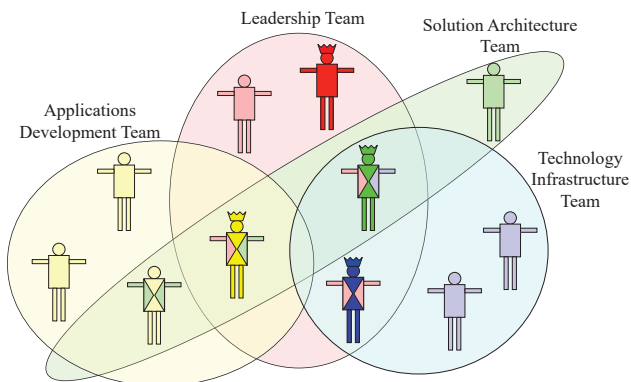 Leadership Team
Solution Architecture
Team
Applications
Development Team
Technology
Infrastructure
Team